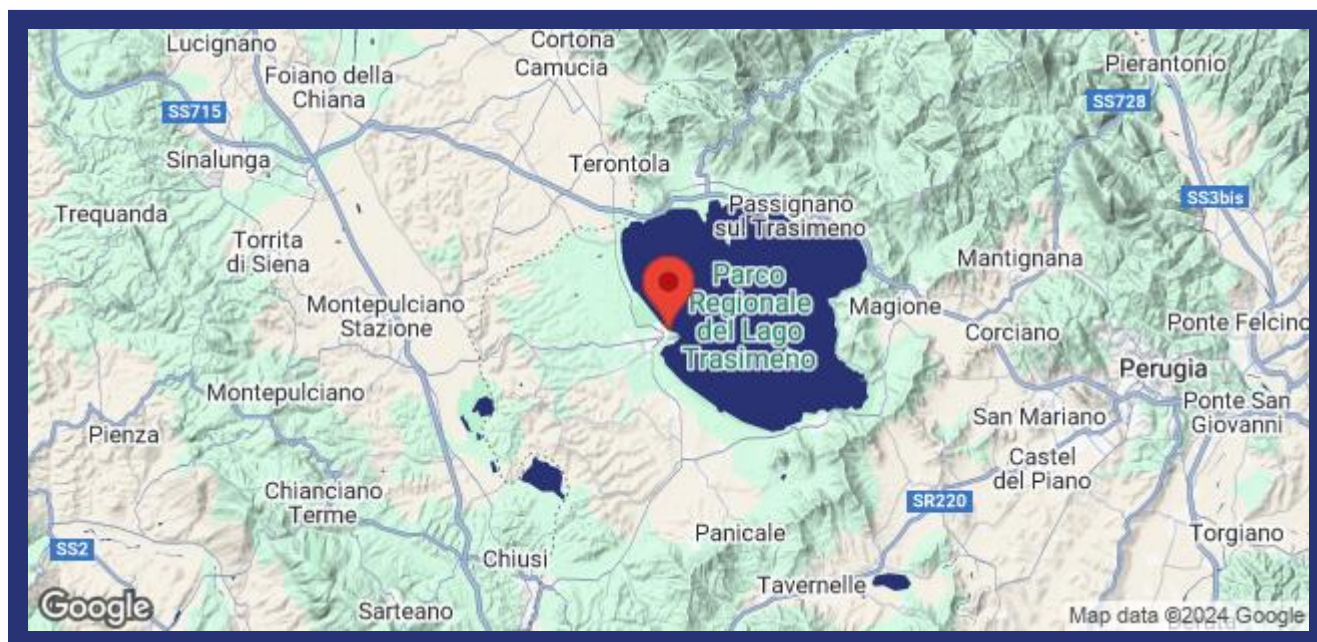 Lucignano
Cortona
Camucia
Pierantonio
Foiano della
Chiana
SS728
SS715
Sinalunga
Terontola
SS3bis
Trequanda
Passignano
sul Trasimeno
Torrita
di Siena
Mantignana
Parco
Regionale
del Lago
Trasimeno
Montepulciano
Stazione
Magione
Corciano
Ponte Felcino
Perugia
Montepulciano
Ponte San
Giovanni
San Mariano
Pienza
Castel
del Piano
Chianciano
Terme
SR220
Panicale
Torgiano
SS2
Chiusi
Tavernelle
Google
Sarteano
Map data ©2024 Google